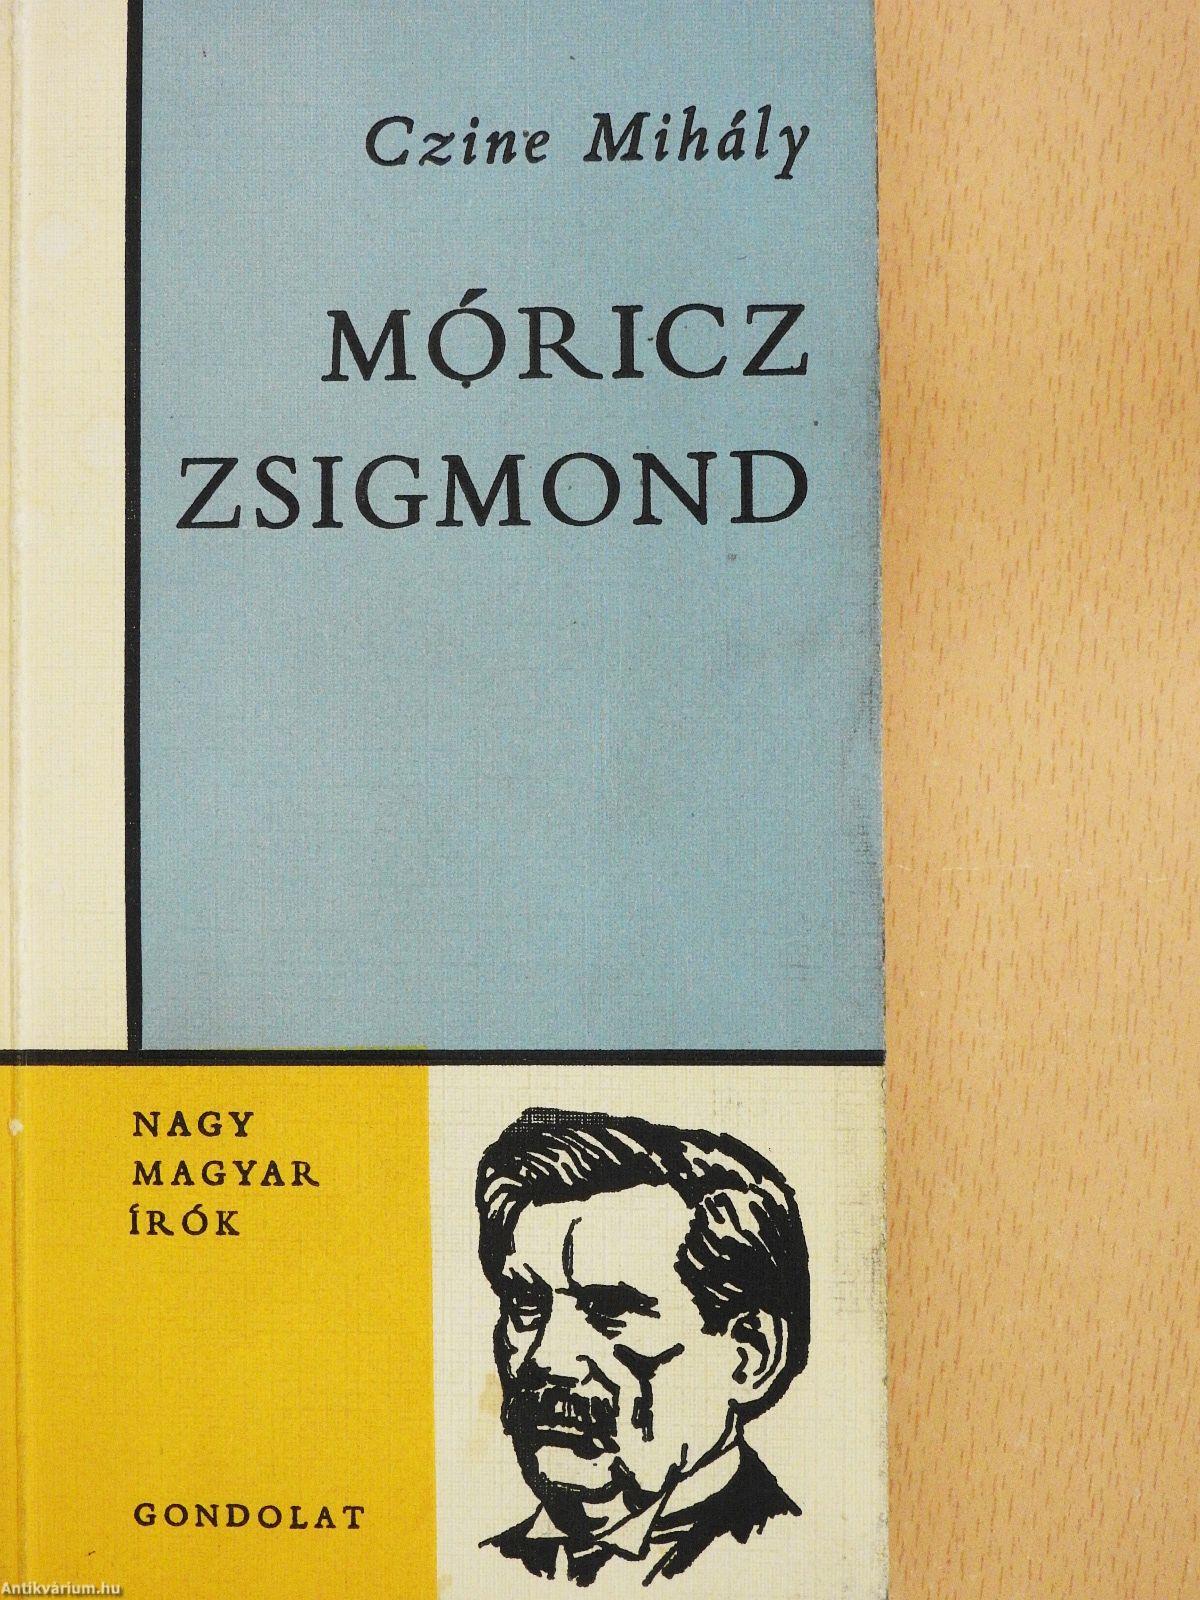 Czine Mihály
MÓRICZ
ZSIGMOND
NAGY
MAGYAR
ÍRÓK
GONDOLAT
Antikvárium.hu